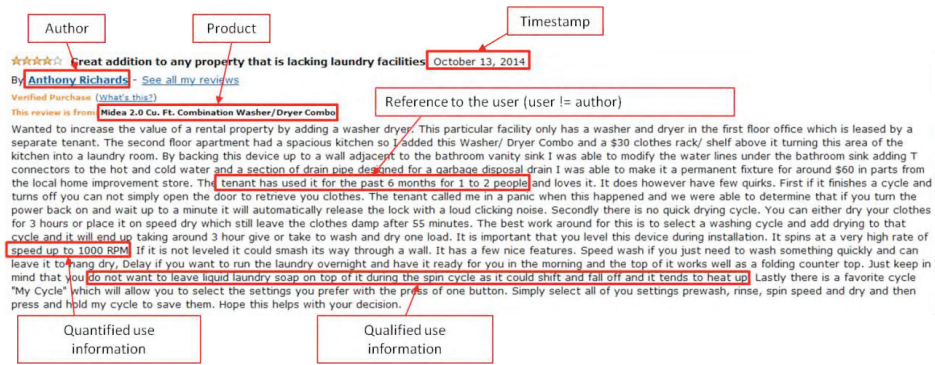 Author
Product
Timestamp
Great addition to any property that is lacking laundry facilities October 13, 2014
By Anthony Richards - See all my reviews
Verified Purchase (What's this?)
This review is from: Midea 2.0 Cu. Ft. Combination Washer/Dryer Combo
Reference to the user (user != author)
Wanted to increase the value of a rental property by adding a washer dryer. This particular facility only has a washer and dryer in the first floor office which is leased by a
separate tenant. The second floor apartment had a spacious kitchen so I added this Washer/ Dryer Combo and a $30 clothes rack/ shelf above it turning this area of the
kitchen into a laundry room. By backing this device up to a wall adjacent to the bathroom vanity sink I was able to modify the water lines under the bathroom sink adding T
connectors to the hot and cold water and a section of drain pipe designed for a garbage disposal drain I was able to make it a permanent fixture for around $60 in parts from
the local home improvement store. The tenant has used it for the past 6 months for 1 to 2 people and loves it. It does however have few quirks. First if it finishes a cycle and
turns off you can not simply open the door to retrieve you clothes. The tenant called me in a panic when this happened and we were able to determine that if you turn the
power back on and wait up to a minute it will automatically release the lock with a loud clicking noise. Secondly there is no quick drying cycle. You can either dry your clothes
for 3 hours or place it on speed dry which still leave the clothes damp after 55 minutes. The best work around for this is to select a washing cycle and add drying to that
cycle and it will end up taking around 3 hour give or take to wash and dry one load. It is important that you level this device during installation. It spins at a very high rate of
speed up to 1000 RPM. If it is not leveled it could smash its way through a wall. It has a few nice features. Speed wash if you just need to wash something quickly and can
leave it to hang dry, Delay if you want to run the laundry overnight and have it ready for you in the morning and the top of it works well as a folding counter top. Just keep in
mind that you do not want to leave liquid laundry soap on top of it during the spin cycle as it could shift and fall off and it tends to heat up. Lastly there is a favorite cycle
"My Cycle" which will allow you to select the settings you prefer with the press of one button. Simply select all of you settings prewash, rinse, spin speed and dry and then
press and hold my cycle to save them. Hope this helps with your decision.
Quantified use
information
Qualified use
information